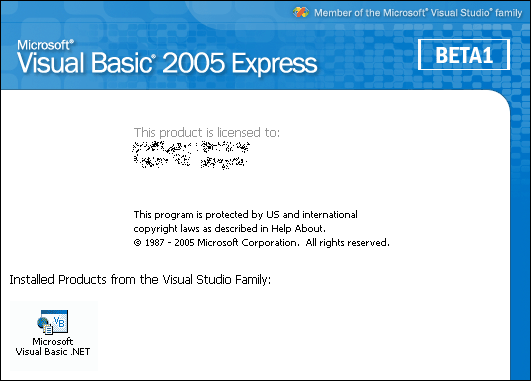 Member of the Microsoft® Visual Studio® family
Microsoft®
Visual Basic® 2005 Express
BETA1
This product is licensed to:
This program is protected by US and international
copyright laws as described in Help About.
© 1987 - 2005 Microsoft Corporation.  All rights reserved.
Installed Products from the Visual Studio Family:
VB
Microsoft
Visual Basic .NET